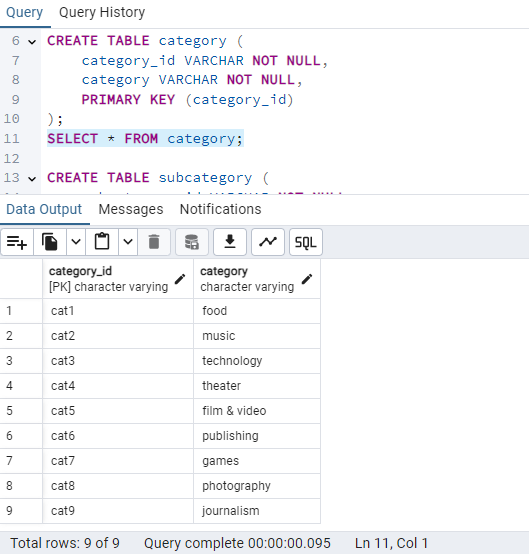 Query Query History
6 CREATE TABLE category (
7 category_id VARCHAR NOT NULL,
8 category VARCHAR NOT NULL,
9 PRIMARY KEY (category_id)
10 );
11 SELECT * FROM category;
12
13 CREATE TABLE subcategory (
Data Output Messages Notifications
SQL
category_id category
[PK] character varying character varying
1 cat1 food
2 cat2 music
3 cat3 technology
4 cat4 theater
5 cat5 film & video
6 cat6 publishing
7 cat7 games
8 cat8 photography
9 cat9 journalism
Total rows: 9 of 9 Query complete 00:00:00.095 Ln 11, Col 1